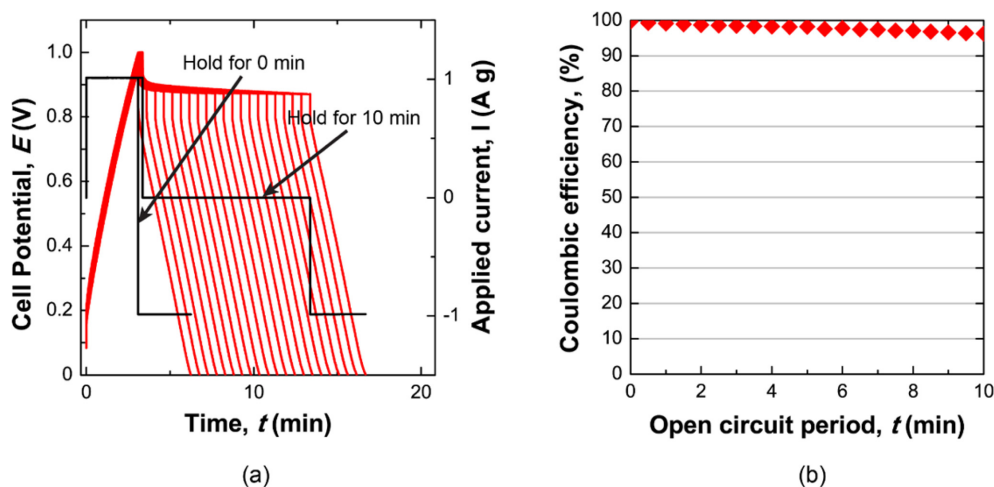 (a)
(b)
Cell Potential, E (V)
1.0
0.8
0.6
0.4
0.2
0
Hold for 0 min
Hold for 10 min
1
0
-1
Applied current, I (A g)
0
10
20
Time, t (min)
(a)
Coulombic efficiency, (%)
100
90
80
70
60
50
40
30
20
10
0
0
2
4
6
8
10
Open circuit period, t (min)
(b)